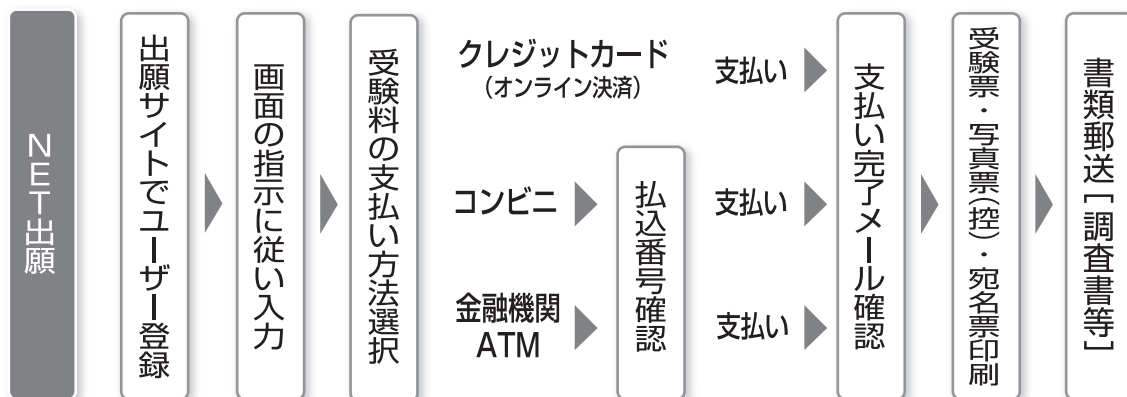 NET出願
出願サイトでユーザー登録
画面の指示に従い入力
受験料の支払い方法選択
クレジットカード
(オンライン決済)
支払い
コンビニ
払込番号確認
支払い
金融機関
ATM
支払い
支払い完了メール確認
受験票・写真票(控)・宛名票印刷
書類郵送[調査書等]